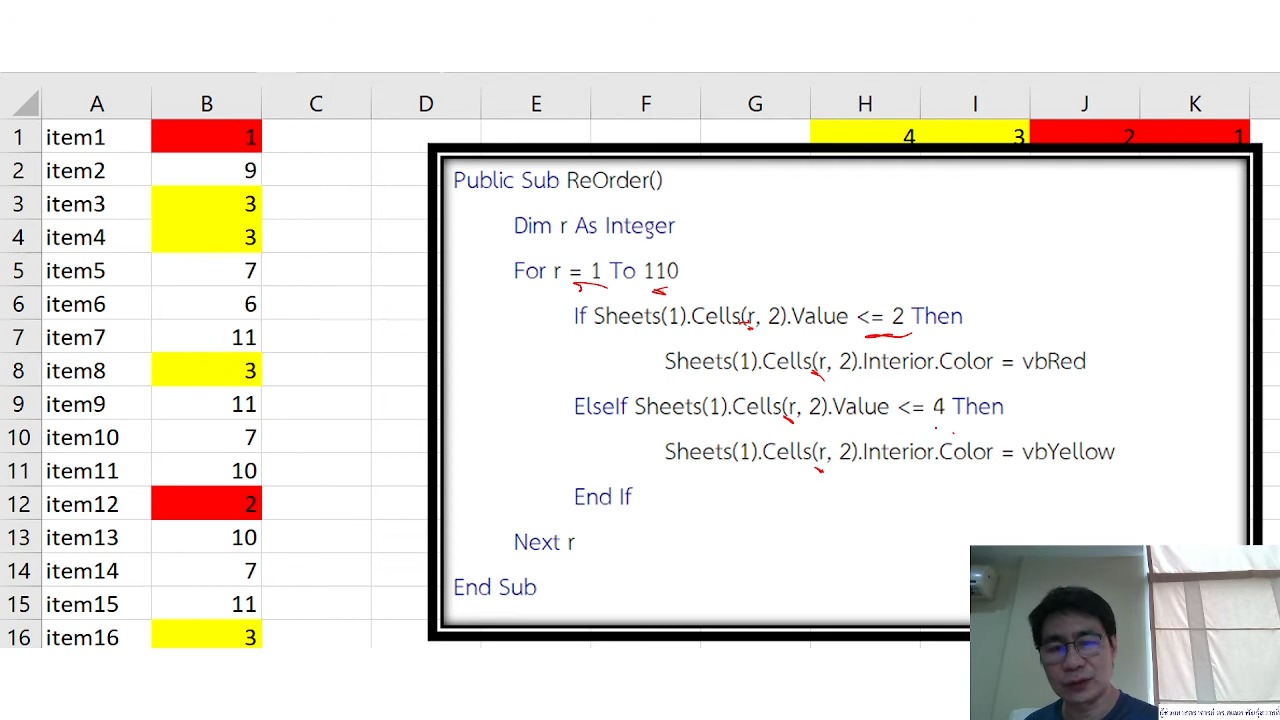 A B C D E F G H I J K
1 item1 1 4 3 2 1
2 item2 9
3 item3 3
4 item4 3
5 item5 7
6 item6 6
7 item7 11
8 item8 3
9 item9 11
10 item10 7
11 item11 10
12 item12 2
13 item13 10
14 item14 7
15 item15 11
16 item16 3
Public Sub ReOrder()
Dim r As Integer
For r = 1 To 110
If Sheets(1).Cells(r, 2).Value <= 2 Then
Sheets(1).Cells(r, 2).Interior.Color = vbRed
ElseIf Sheets(1).Cells(r, 2).Value <= 4 Then
Sheets(1).Cells(r, 2).Interior.Color = vbYellow
End If
Next r
End Sub